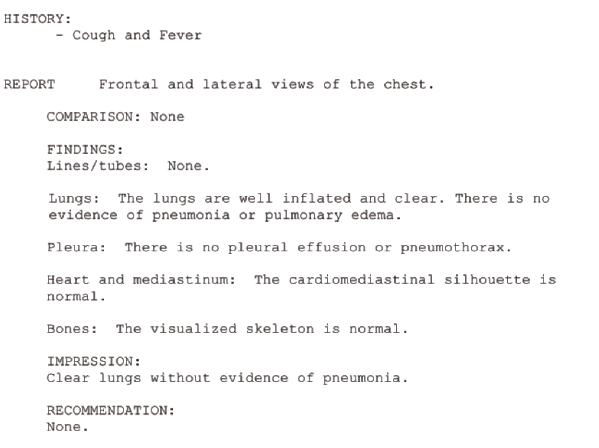 HISTORY:
- Cough and Fever
REPORT Frontal and lateral views of the chest.
COMPARISON: None
FINDINGS:
Lines/tubes: None.
Lungs: The lungs are well inflated and clear. There is no
evidence of pneumonia or pulmonary edema.
Pleura: There is no pleural effusion or pneumothorax.
Heart and mediastinum: The cardiomediastinal silhouette is
normal.
Bones: The visualized skeleton is normal.
IMPRESSION:
Clear lungs without evidence of pneumonia.
RECOMMENDATION:
None.